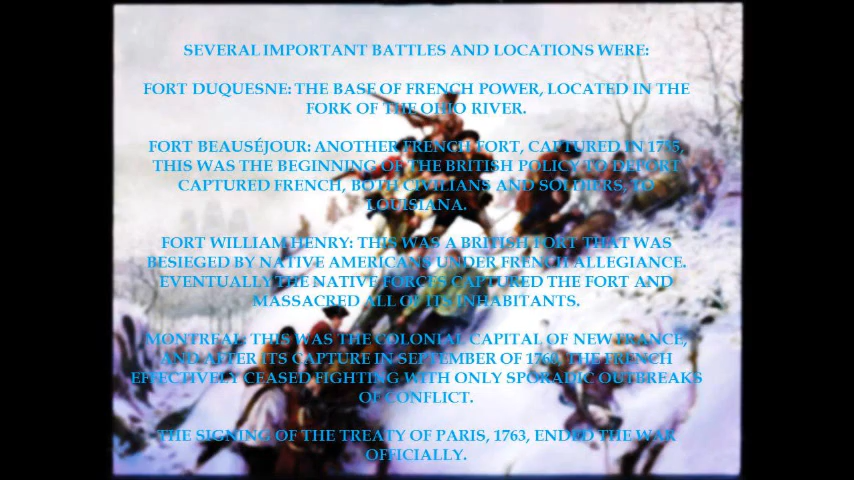 SEVERAL IMPORTANT BATTLES AND LOCATIONS WERE:
FORT DUQUESNE: THE BASE OF FRENCH POWER, LOCATED IN THE
FORK OF THE OHIO RIVER.
FORT BEAUSÉJOUR: ANOTHER FRENCH FORT, CAPTURED IN 1755,
THIS WAS THE BEGINNING OF THE BRITISH POLICY TO DEPORT
CAPTURED FRENCH, BOTH CIVILIANS AND SOLDIERS, TO
LOUISIANA.
FORT WILLIAM HENRY: THIS WAS A BRITISH FORT THAT WAS
BESIEGED BY NATIVE AMERICANS UNDER FRENCH ALLEGIANCE.
EVENTUALLY THE NATIVE FORCES CAPTURED THE FORT AND
MASSACRED ALL OF ITS INHABITANTS.
MONTREAL: THIS WAS THE COLONIAL CAPITAL OF NEW FRANCE,
AND AFTER ITS CAPTURE IN SEPTEMBER OF 1760, THE FRENCH
EFFECTIVELY CEASED FIGHTING WITH ONLY SPORADIC OUTBREAKS
OF CONFLICT.
THE SIGNING OF THE TREATY OF PARIS, 1763, ENDED THE WAR
OFFICIALLY.